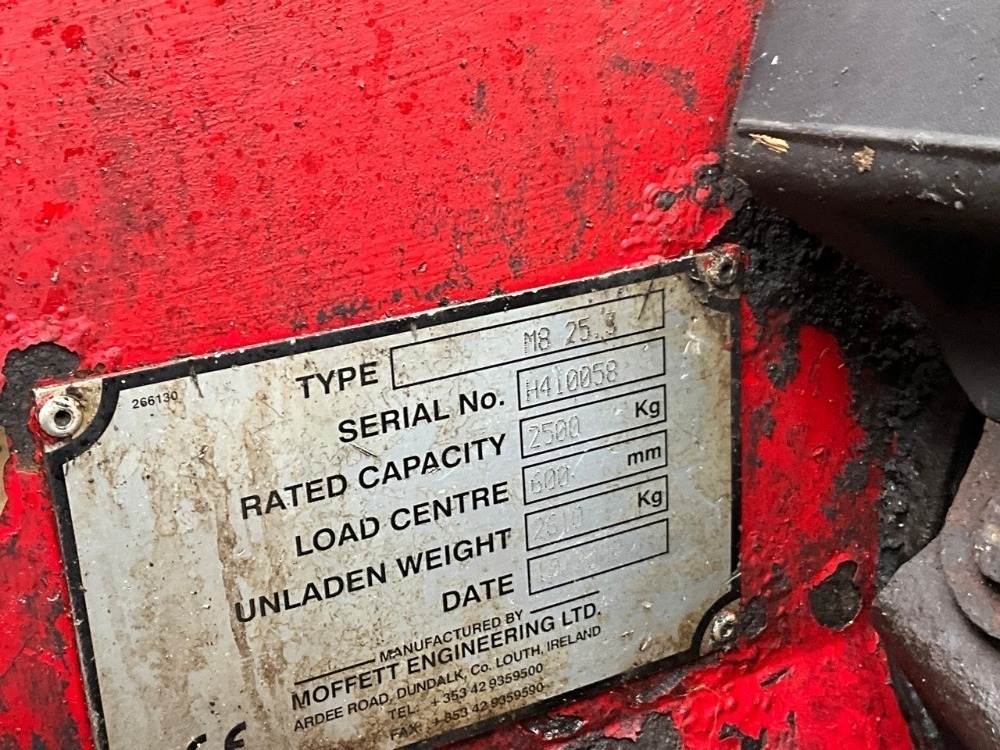 266130
TYPE M8 25.3
SERIAL No. H410058
RATED CAPACITY 2500 Kg
LOAD CENTRE 600 mm
UNLADEN WEIGHT 2610 Kg
DATE
MANUFACTURED BY
MOFFETT ENGINEERING LTD.
ARDEE ROAD, DUNDALK, Co. LOUTH, IRELAND
TEL: +353 42 9359500
FAX: +353 42 9359590
CE